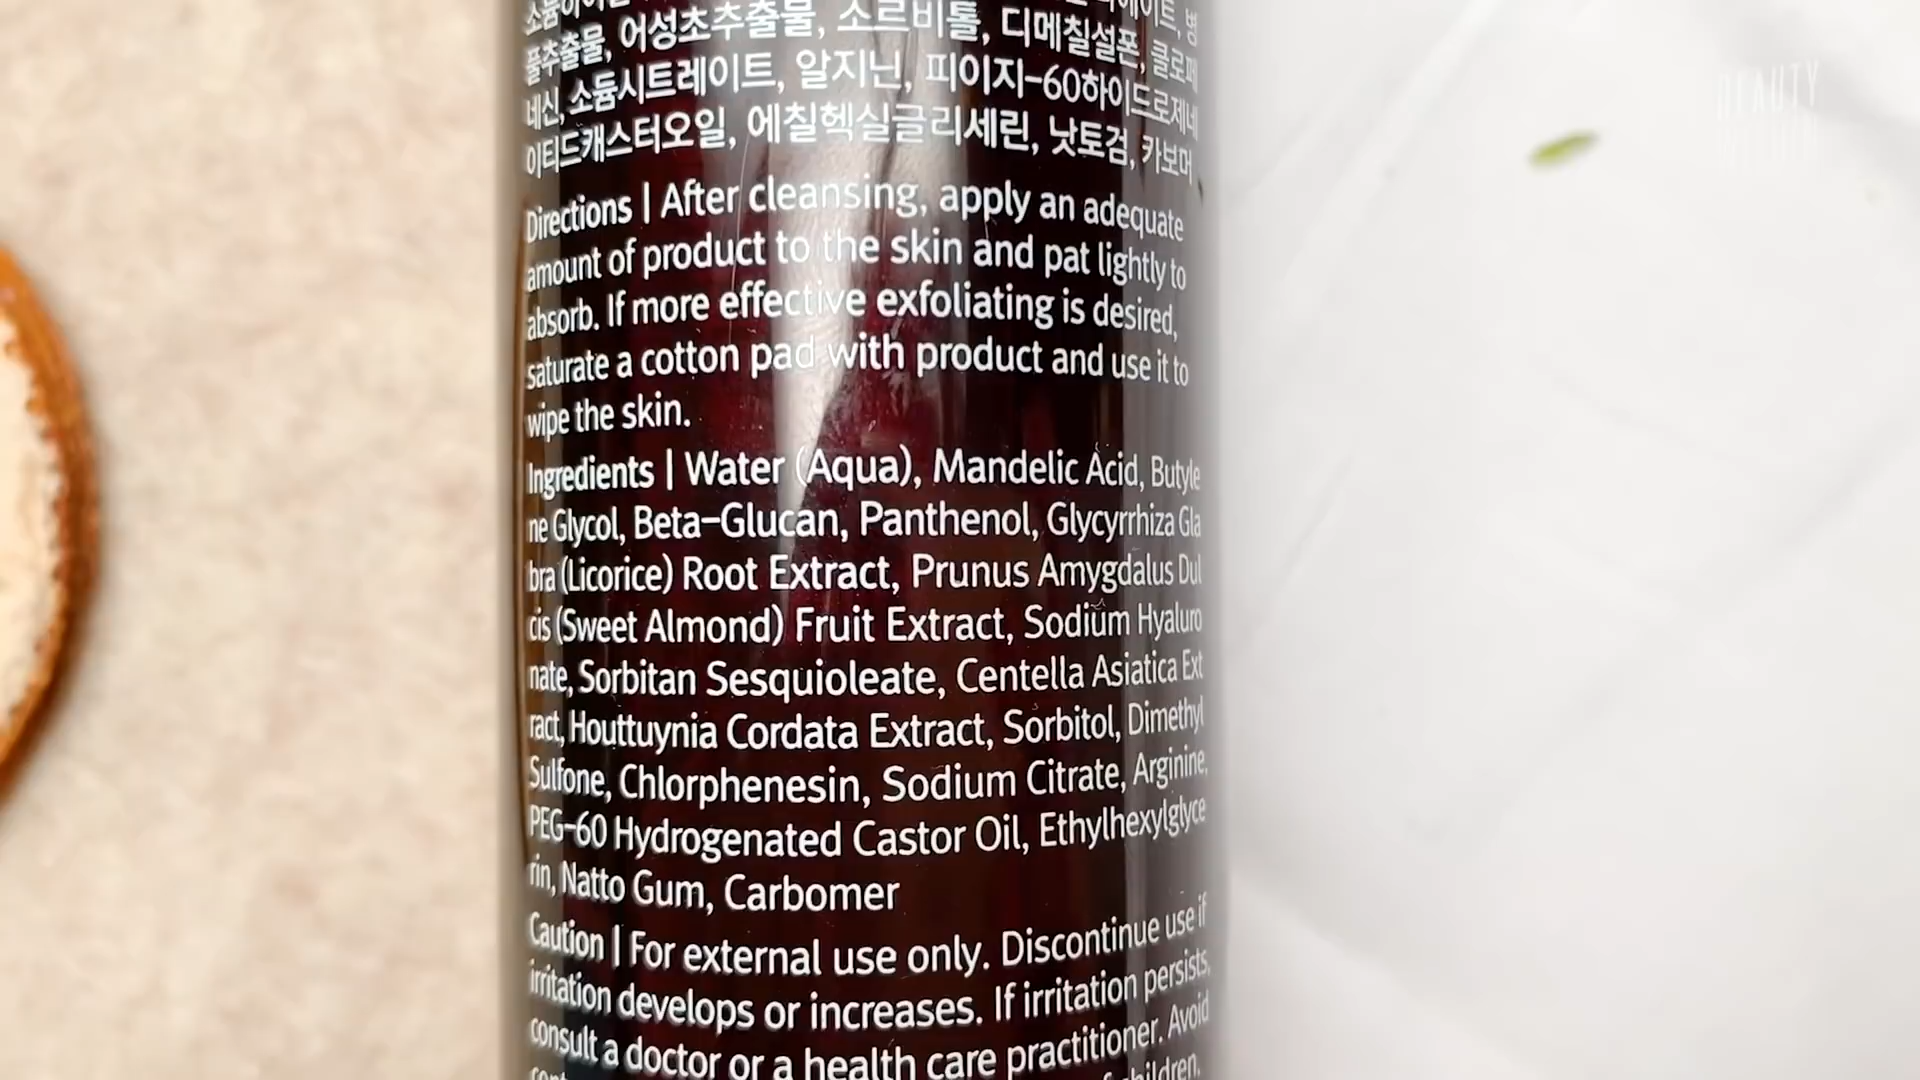 풀추출물, 어성초추출물, 소르비톨, 디메칠설폰, 클로페
네신, 소듐시트레이트, 알지닌, 피이지-60하이드로제네
이티드캐스터오일, 에칠헥실글리세린, 낫토검, 카보머
Directions | After cleansing, apply an adequate
amount of product to the skin and pat lightly to
absorb. If more effective exfoliating is desired,
saturate a cotton pad with product and use it to
wipe the skin.
Ingredients | Water (Aqua), Mandelic Acid, Butyle
ne Glycol, Beta-Glucan, Panthenol, Glycyrrhiza Gla
bra (Licorice) Root Extract, Prunus Amygdalus Dul
cis (Sweet Almond) Fruit Extract, Sodium Hyaluro
nate, Sorbitan Sesquioleate, Centella Asiatica Ext
ract, Houttuynia Cordata Extract, Sorbitol, Dimethyl
Sulfone, Chlorphenesin, Sodium Citrate, Arginine,
PEG-60 Hydrogenated Castor Oil, Ethylhexylglyce
rin, Natto Gum, Carbomer
Caution | For external use only. Discontinue use if
irritation develops or increases. If irritation persists,
consult a doctor or a health care practitioner. Avoid
children.
BEAUTY